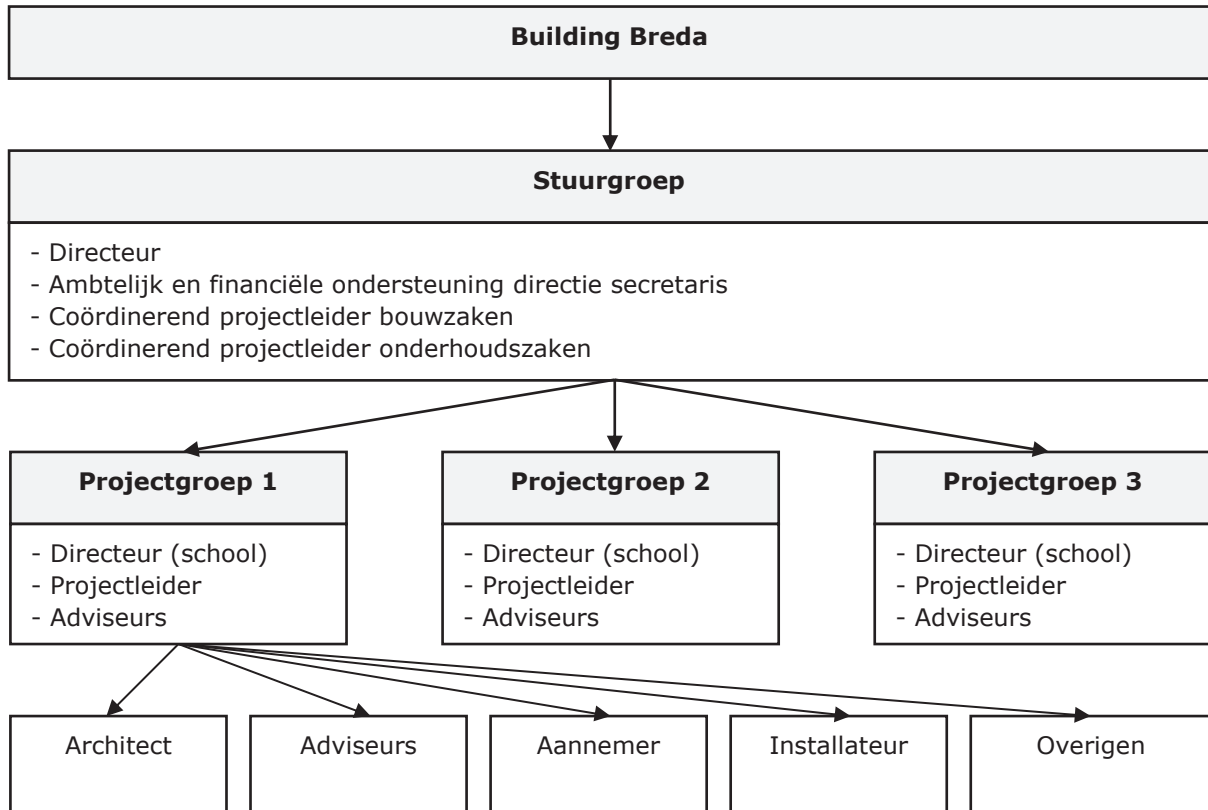 Building Breda
Stuurgroep
- Directeur
- Ambtelijk en financiële ondersteuning directie secretaris
- Coördinerend projectleider bouwzaken
- Coördinerend projectleider onderhoudszaken
Projectgroep 1
- Directeur (school)
- Projectleider
- Adviseurs
Projectgroep 2
- Directeur (school)
- Projectleider
- Adviseurs
Projectgroep 3
- Directeur (school)
- Projectleider
- Adviseurs
Architect
Adviseurs
Aannemer
Installateur
Overigen